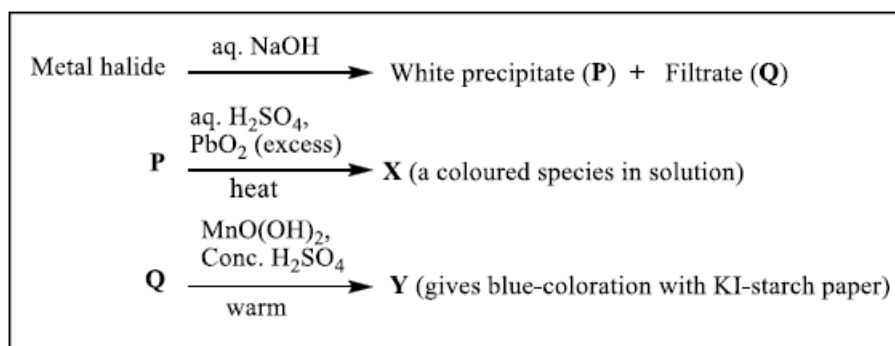 aq. NaOH
Metal halide White precipitate (P) + Filtrate (Q)
aq. H₂SO₄,
PbO₂ (excess)
P X (a coloured species in solution)
heat
MnO(OH)₂,
Conc. H₂SO₄
Q Y (gives blue-coloration with KI-starch paper)
warm